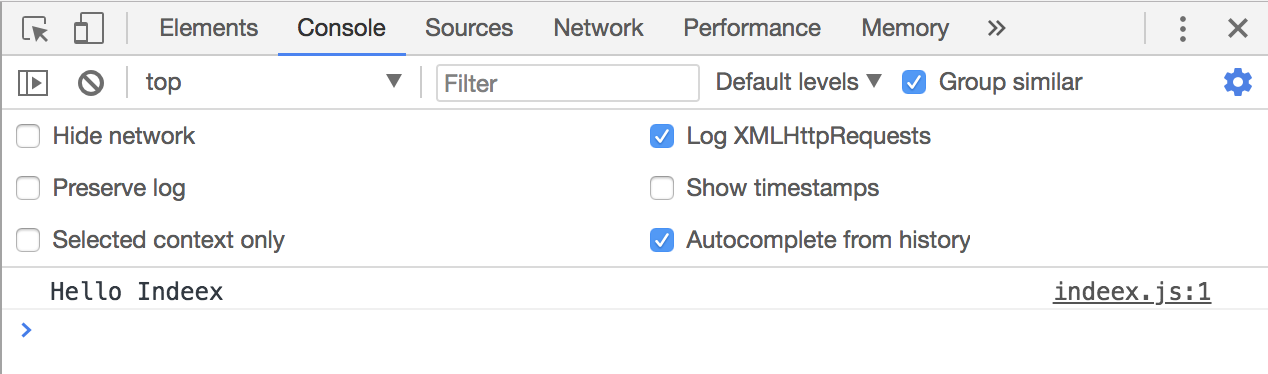 Elements Console Sources Network Performance Memory
top Filter Default levels Group similar
Hide network Log XMLHttpRequests
Preserve log Show timestamps
Selected context only Autocomplete from history
Hello Indeex indeex.js:1